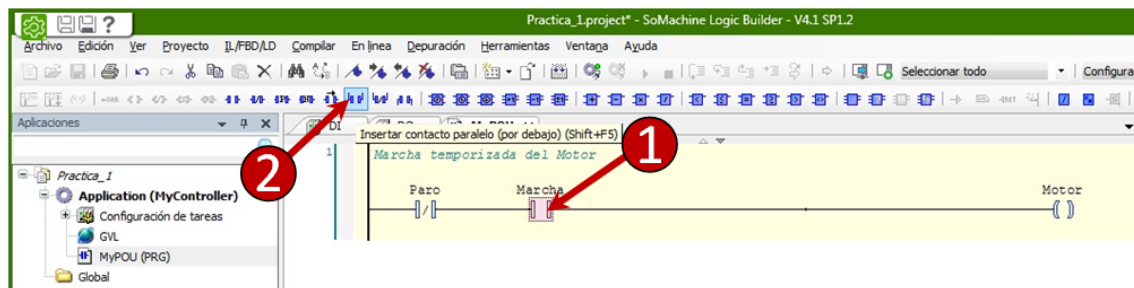 Practica_1.project* - SoMachine Logic Builder - V4.1 SP1.2
Archivo Edición Ver Proyecto IL/FBD/LD Compilar En línea Depuración Herramientas Ventana Ayuda
Seleccionar todo
Configura
Aplicaciones
DI
Insertar contacto paralelo (por debajo) (Shift+F5)
1
2
1
Marcha temporizada del Motor
Practica_1
Application (MyController)
Configuración de tareas
GVL
MyPOU (PRG)
Global
Paro Marcha Motor